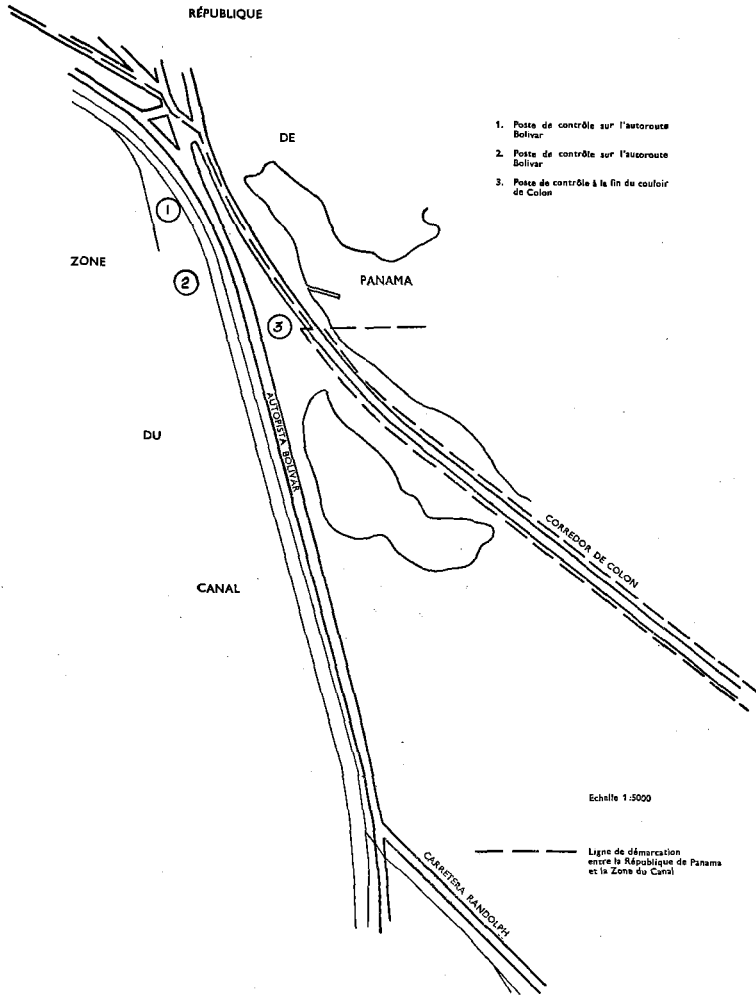 RÉPUBLIQUE
DE
PANAMA
1. Poste de contrôle sur l'autoroute
Bolivar
2. Poste de contrôle sur l'autoroute
Bolivar
3. Poste de contrôle à la fin du couloir
de Colon
ZONE
DU
CANAL
1
2
3
AUTOPISTA BOLIVAR
CORREDOR DE COLON
CARRETERA RANDOLPH
Echelle 1:5000
Ligne de démarcation
entre la République de Panama
et la Zone du Canal